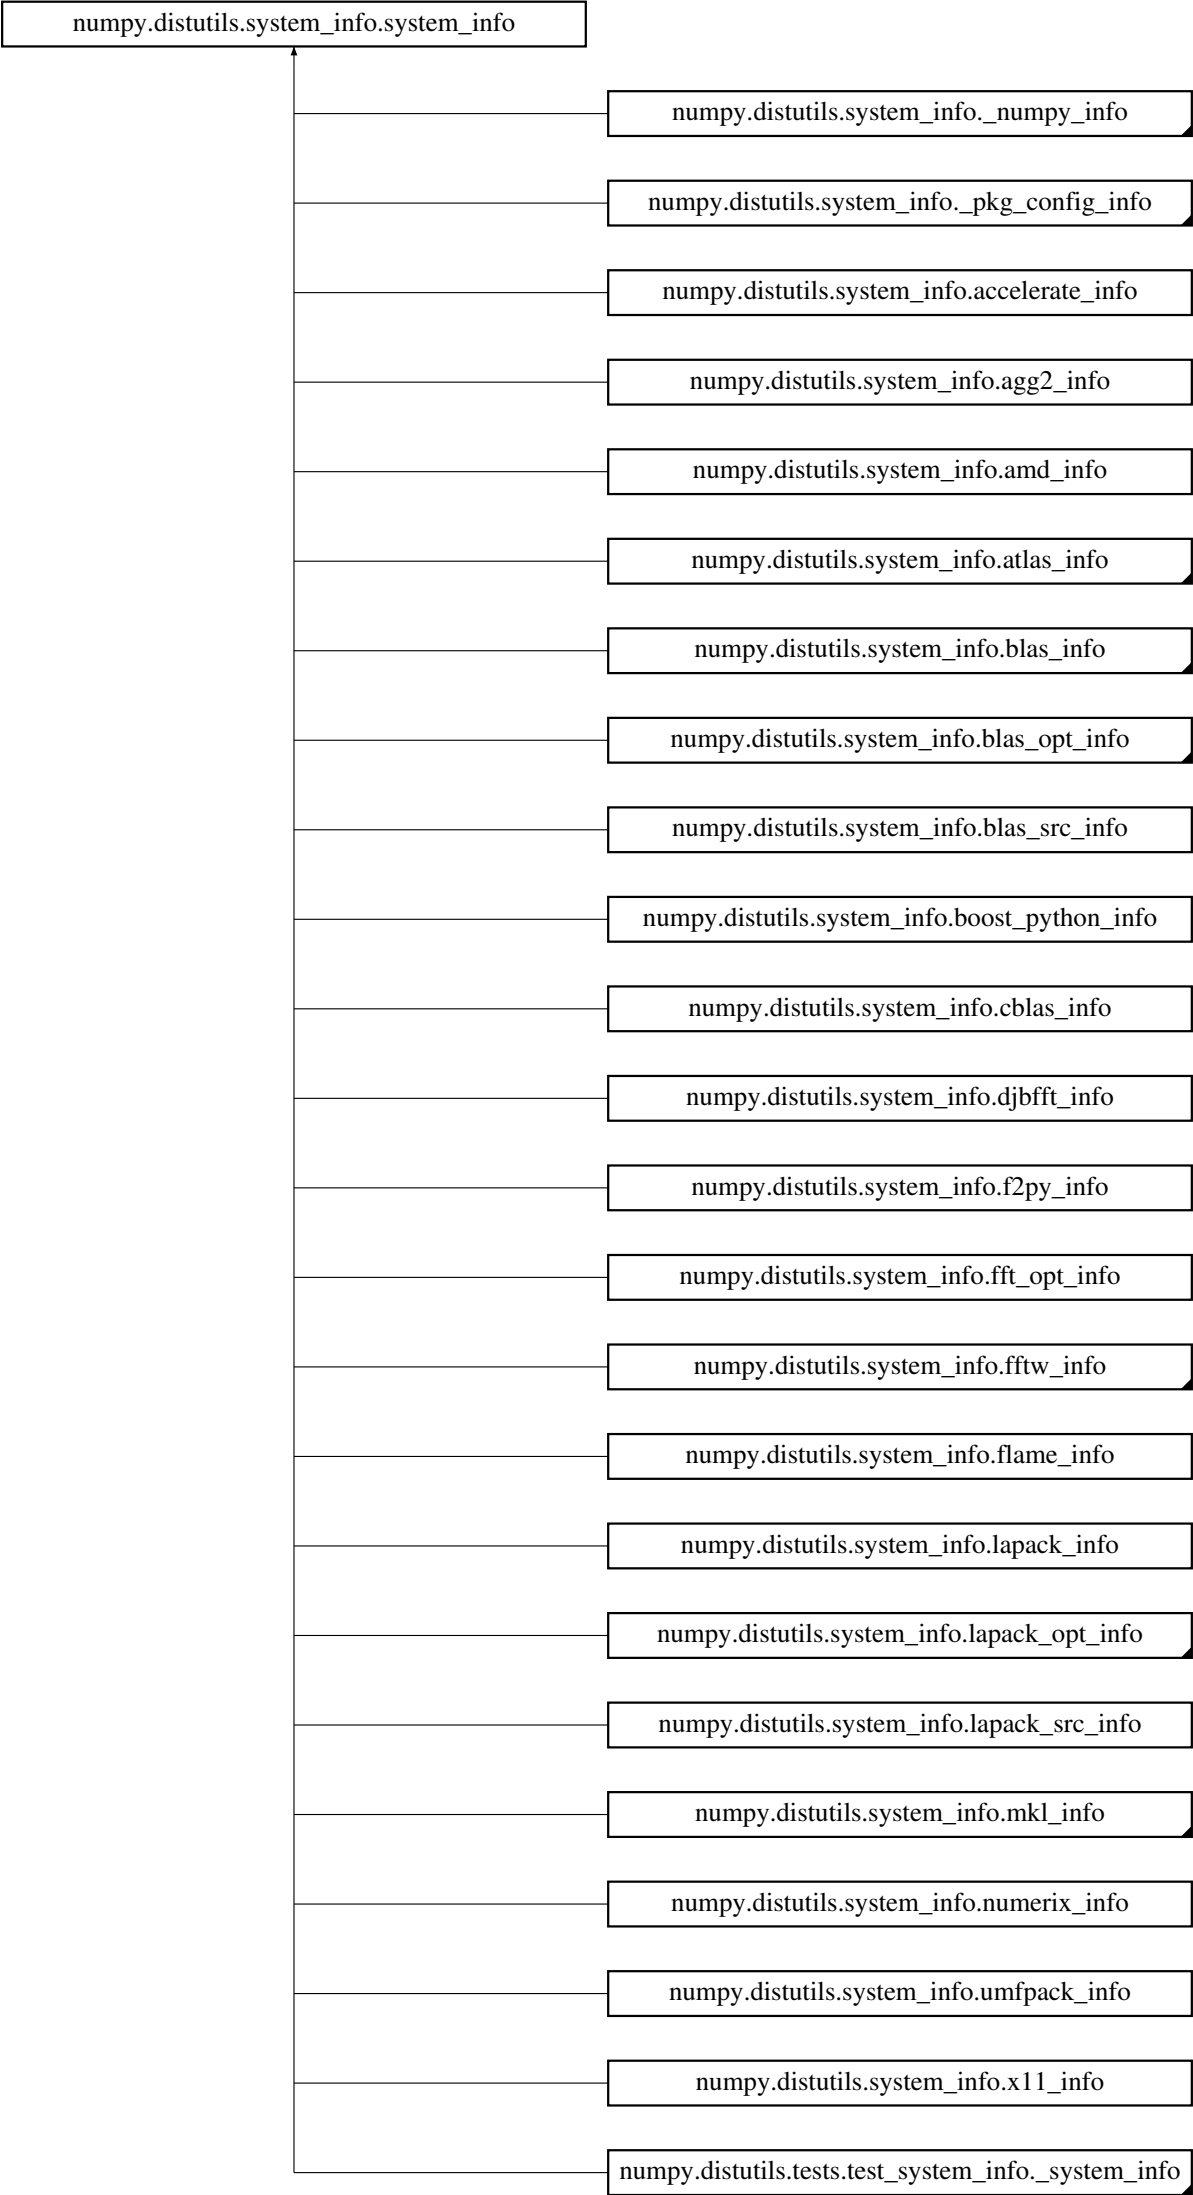 numpy.distutils.system_info.system_info
numpy.distutils.system_info._numpy_info
numpy.distutils.system_info._pkg_config_info
numpy.distutils.system_info.accelerate_info
numpy.distutils.system_info.agg2_info
numpy.distutils.system_info.amd_info
numpy.distutils.system_info.atlas_info
numpy.distutils.system_info.blas_info
numpy.distutils.system_info.blas_opt_info
numpy.distutils.system_info.blas_src_info
numpy.distutils.system_info.boost_python_info
numpy.distutils.system_info.cblas_info
numpy.distutils.system_info.djbfft_info
numpy.distutils.system_info.f2py_info
numpy.distutils.system_info.fft_opt_info
numpy.distutils.system_info.fftw_info
numpy.distutils.system_info.flame_info
numpy.distutils.system_info.lapack_info
numpy.distutils.system_info.lapack_opt_info
numpy.distutils.system_info.lapack_src_info
numpy.distutils.system_info.mkl_info
numpy.distutils.system_info.numerix_info
numpy.distutils.system_info.umfpack_info
numpy.distutils.system_info.x11_info
numpy.distutils.tests.test_system_info._system_info